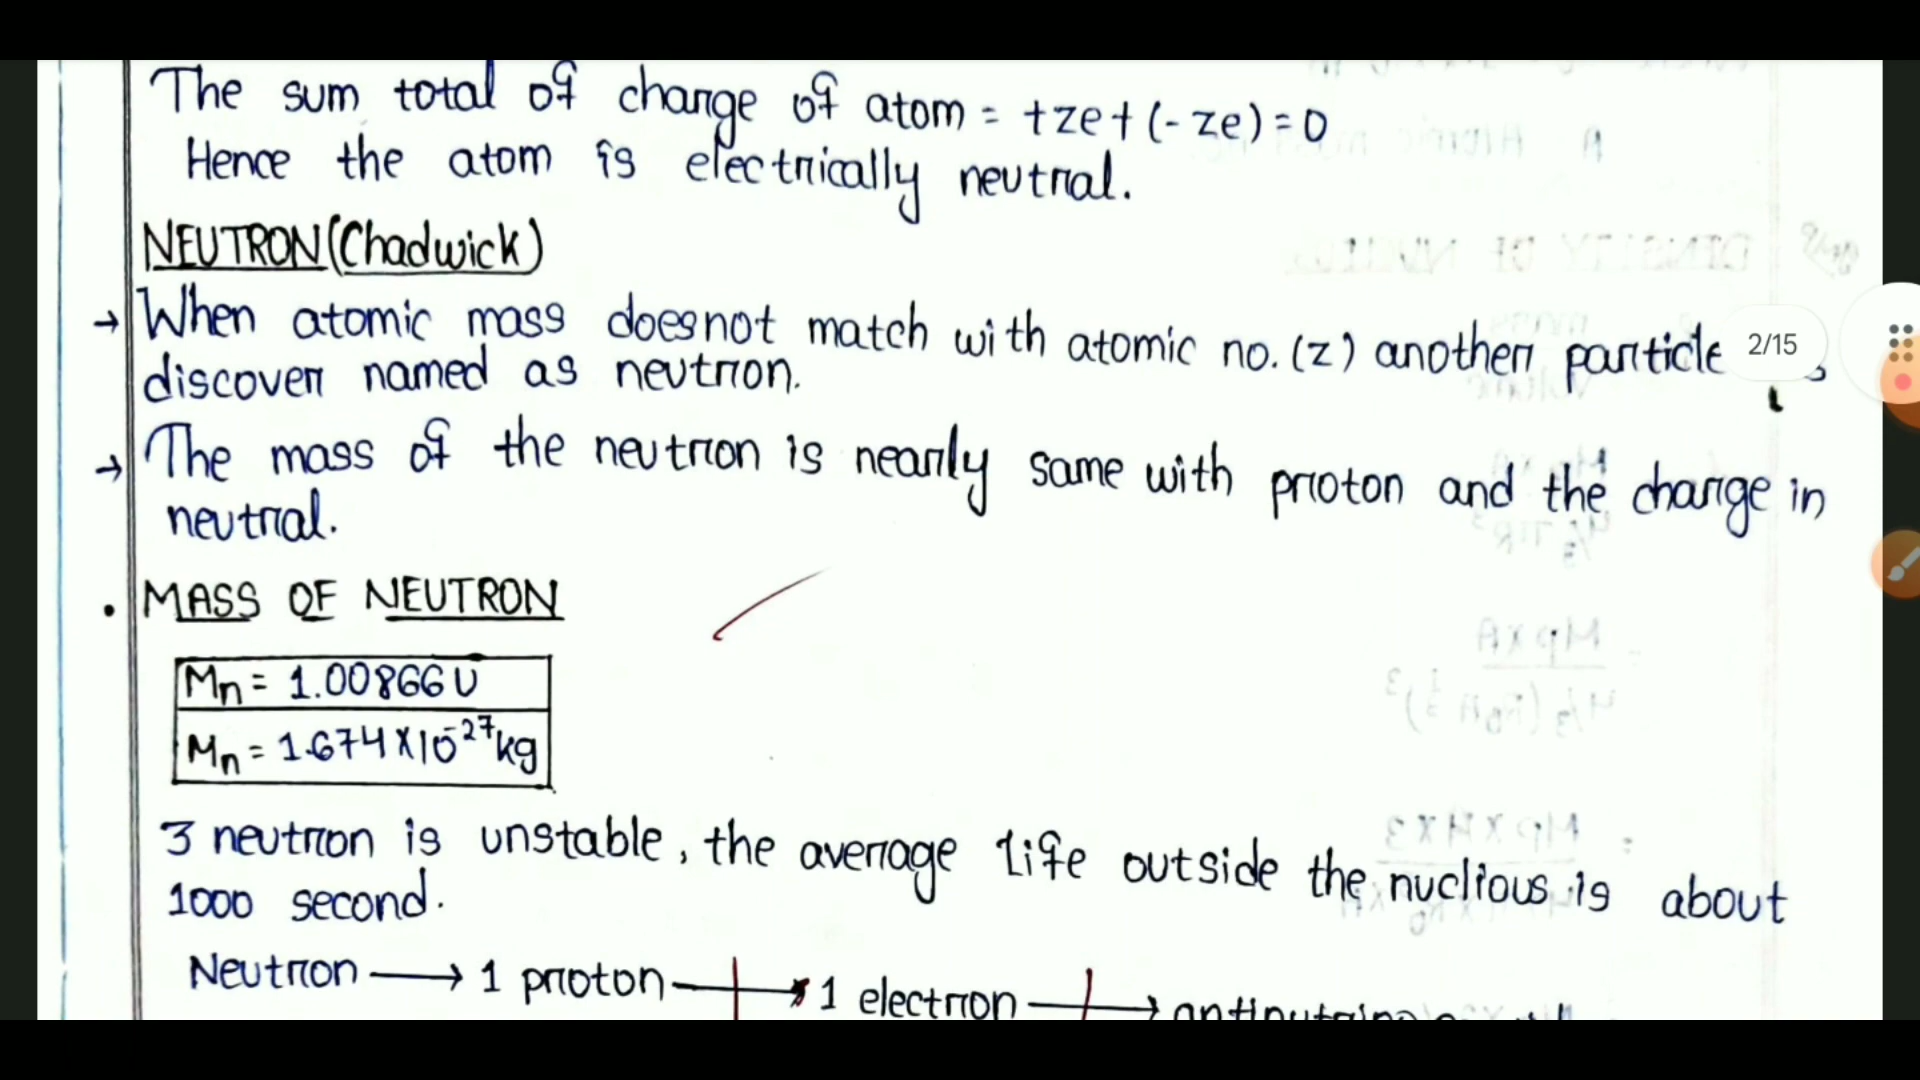 The sum total of charge of atom = +ze+(-ze)=0
Hence the atom is electrically neutral.
NEUTRON (Chadwick)
→ When atomic mass doesnot match with atomic no. (z) another particle
discover named as neutron.
2/15
→ The mass of the neutron is nearly same with proton and the charge in
neutral.
• MASS OF NEUTRON
Mn = 1.00866 U
Mn = 1.674 X 10^-27 kg
3 neutron is unstable, the average life outside the nuclious is about
1000 second.
Neutron → 1 proton → 1 electron →